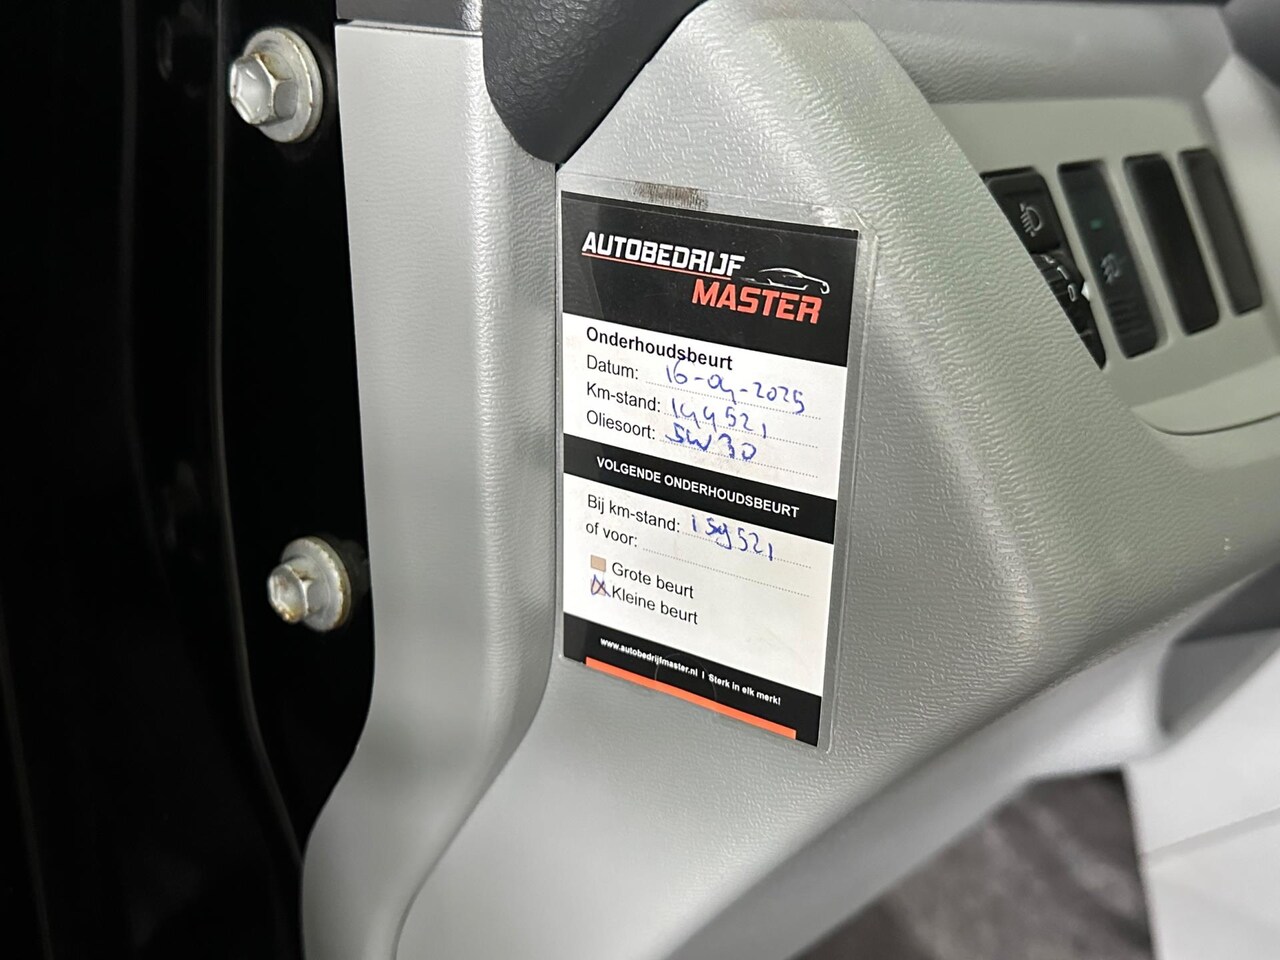 AUTOBEDRIJF
MASTER
Onderhoudsbeurt
Datum: 16-04-2025
Km-stand: 144521
Oliesoort: 5W30
VOLGENDE ONDERHOUDSBEURT
Bij km-stand: 159521
of voor:
Grote beurt
Kleine beurt
www.autobedrijfmaster.nl | Sterk in elk merk!